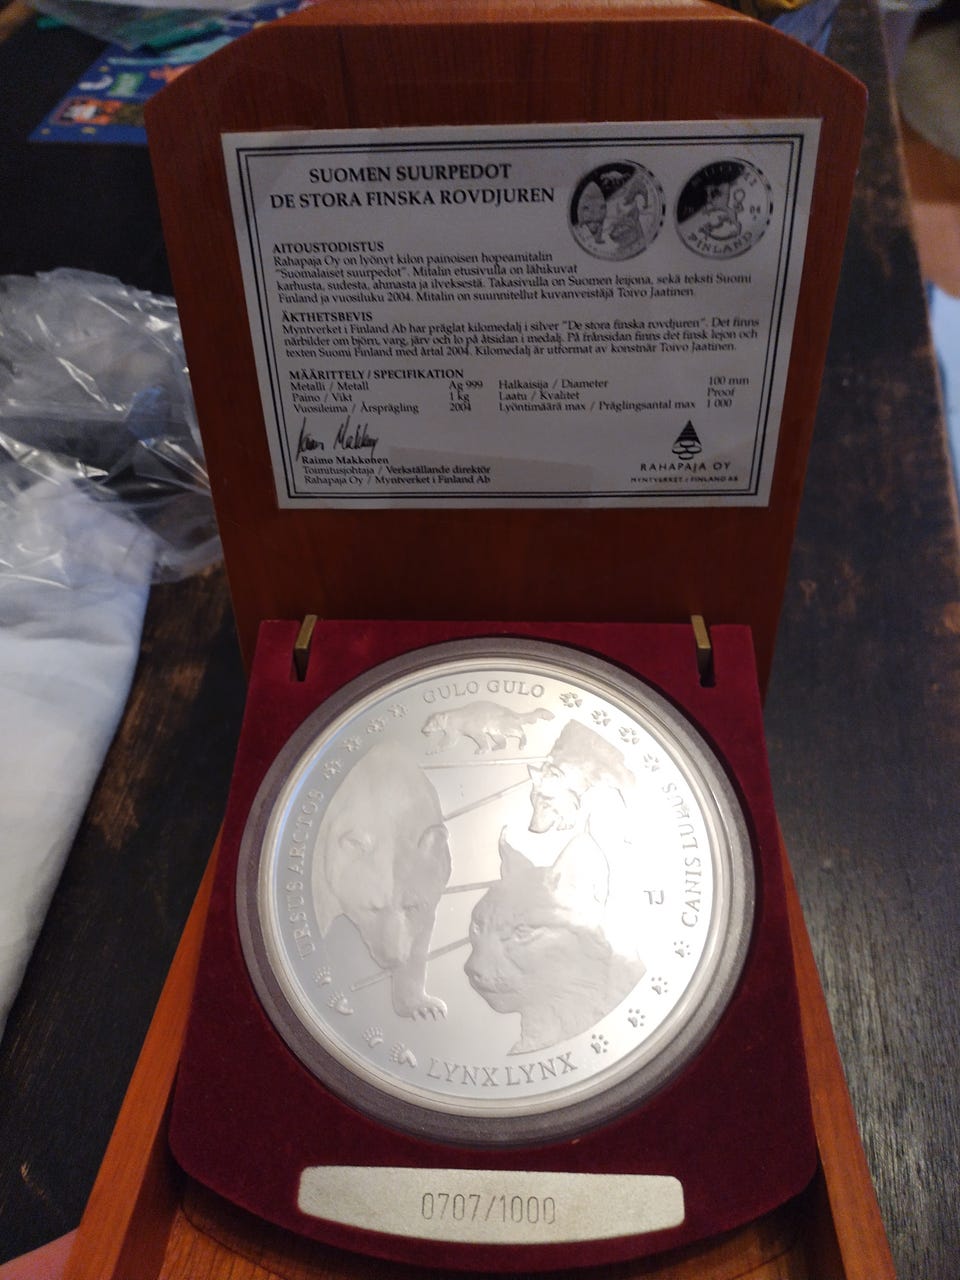 SUOMEN SUURPEDOT
DE STORA FINSKA ROVDJUREN
FINLAND
AITOUSTODISTUS
Rahapaja Oy on lyönyt kilon painoisen hopeamitalin
"Suomalaiset suurpedot". Mitalin etusivulla on lähikuvat
karhusta, sudesta, ahmasta ja ilveksestä. Takasivulla on Suomen leijona, sekä teksti Suomi
Finland ja vuosiluku 2004. Mitalin on suunnitellut kuvanveistäjä Toivo Jaatinen.
ÄKTHETSBEVIS
Myntverket i Finland Ab har präglat kilomedalj i silver "De stora finska rovdjuren". Det finns
närbilder om björn, varg, järv och lo på åtsidan i medalj. På frånsidan finns det finsk lejon och
texten Suomi Finland med årtal 2004. Kilomedalj är utformat av konstnär Toivo Jaatinen.
MÄÄRITTELY / SPECIFIKATION
Metalli / Metall Ag 999 Halkaisija / Diameter 100 mm
Paino / Vikt 1 kg Laatu / Kvalitet Proof
Vuosileima / Årsprägling 2004 Lyöntimäärä max / Präglingsantal max 1 000
Raimo Makkonen
Toimitusjohtaja / Verkställande direktör
Rahapaja Oy / Myntverket i Finland Ab
RAHAPAJA OY
MYNTVERKET I FINLAND AB
GULO GULO
URSUS ARCTOS
CANIS LUPUS
LYNX LYNX
0707/1000